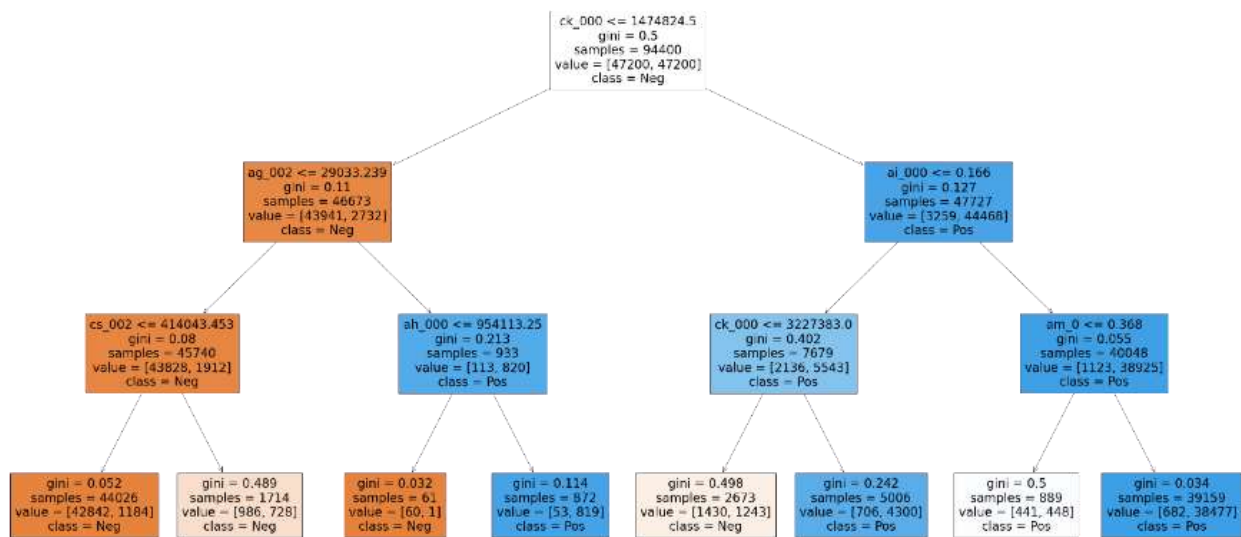 ck_000 <= 1474824.5
gini = 0.5
samples = 94400
value = [47200, 47200]
class = Neg
ag_002 <= 29033.239
gini = 0.11
samples = 46673
value = [43941, 2732]
class = Neg
ai_000 <= 0.166
gini = 0.127
samples = 47727
value = [3259, 44468]
class = Pos
cs_002 <= 414043.453
gini = 0.08
samples = 45740
value = [43828, 1912]
class = Neg
ah_000 <= 954113.25
gini = 0.213
samples = 933
value = [113, 820]
class = Pos
ck_000 <= 3227383.0
gini = 0.402
samples = 7679
value = [2136, 5543]
class = Pos
am_0 <= 0.368
gini = 0.055
samples = 40048
value = [1123, 38925]
class = Pos
gini = 0.052
samples = 44026
value = [42842, 1184]
class = Neg
gini = 0.489
samples = 1714
value = [986, 728]
class = Neg
gini = 0.032
samples = 61
value = [60, 1]
class = Neg
gini = 0.114
samples = 872
value = [53, 819]
class = Pos
gini = 0.498
samples = 2673
value = [1430, 1243]
class = Neg
gini = 0.242
samples = 5006
value = [706, 4300]
class = Pos
gini = 0.5
samples = 889
value = [441, 448]
class = Pos
gini = 0.034
samples = 39159
value = [682, 38477]
class = Pos